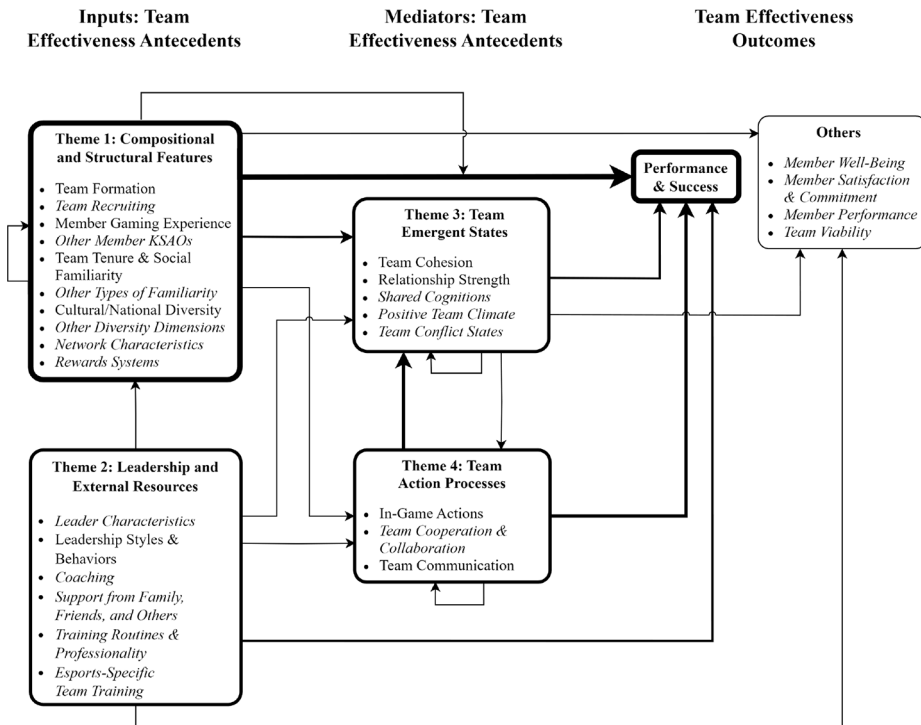 Inputs: Team
Effectiveness Antecedents
Mediators: Team
Effectiveness Antecedents
Team Effectiveness
Outcomes
Theme 1: Compositional
and Structural Features
• Team Formation
• Team Recruiting
• Member Gaming Experience
• Other Member KSAOs
• Team Tenure & Social
Familiarity
• Other Types of Familiarity
• Cultural/National Diversity
• Other Diversity Dimensions
• Network Characteristics
• Rewards Systems
Performance
& Success
Others
• Member Well-Being
• Member Satisfaction
& Commitment
• Member Performance
• Team Viability
Theme 3: Team
Emergent States
• Team Cohesion
• Relationship Strength
• Shared Cognitions
• Positive Team Climate
• Team Conflict States
Theme 2: Leadership and
External Resources
• Leader Characteristics
• Leadership Styles &
Behaviors
• Coaching
• Support from Family,
Friends, and Others
• Training Routines &
Professionality
• Esports-Specific
Team Training
Theme 4: Team
Action Processes
• In-Game Actions
• Team Cooperation &
Collaboration
• Team Communication